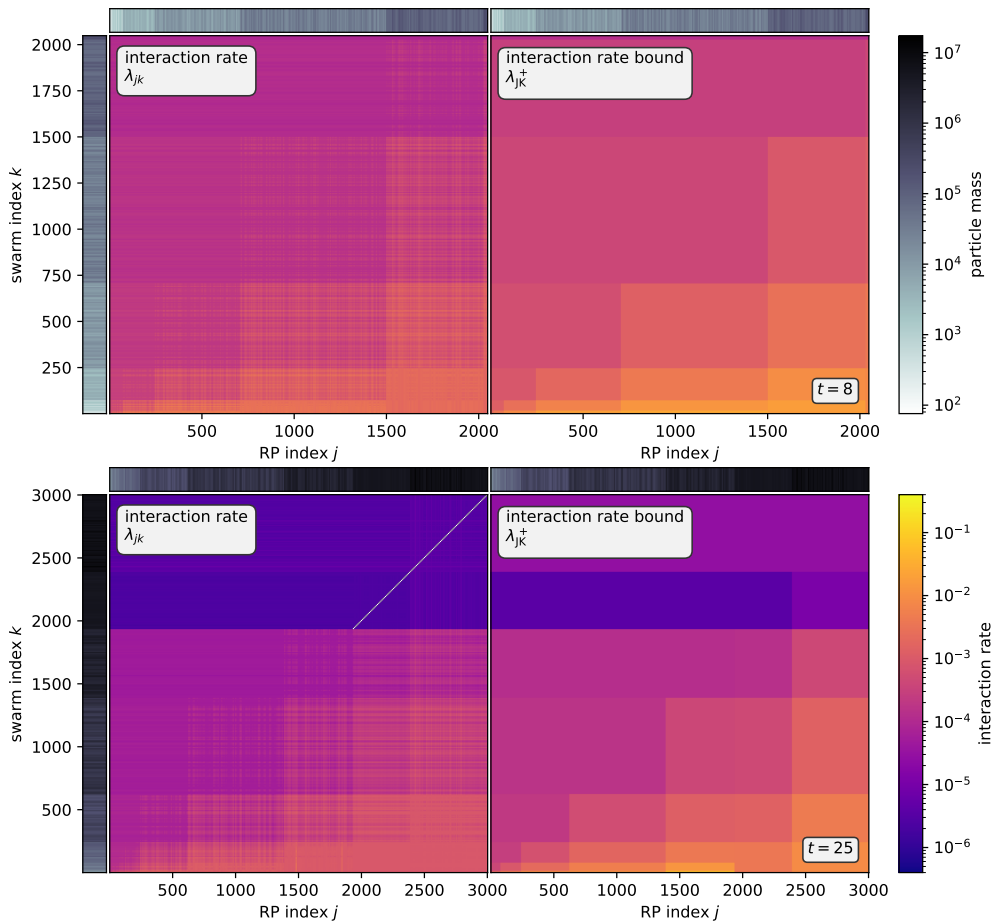 interaction rate
λjk
interaction rate bound
λ+JK
2000
1750
1500
1250
1000
750
500
250
swarm index k
t = 8
500
1000
1500
2000
500
1000
1500
2000
RP index j
RP index j
10^7
10^6
10^5
10^4
10^3
10^2
particle mass
interaction rate
λjk
interaction rate bound
λ+JK
3000
2500
2000
1500
1000
500
swarm index k
t = 25
500
1000
1500
2000
2500
3000
500
1000
1500
2000
2500
3000
RP index j
RP index j
10^-1
10^-2
10^-3
10^-4
10^-5
10^-6
interaction rate